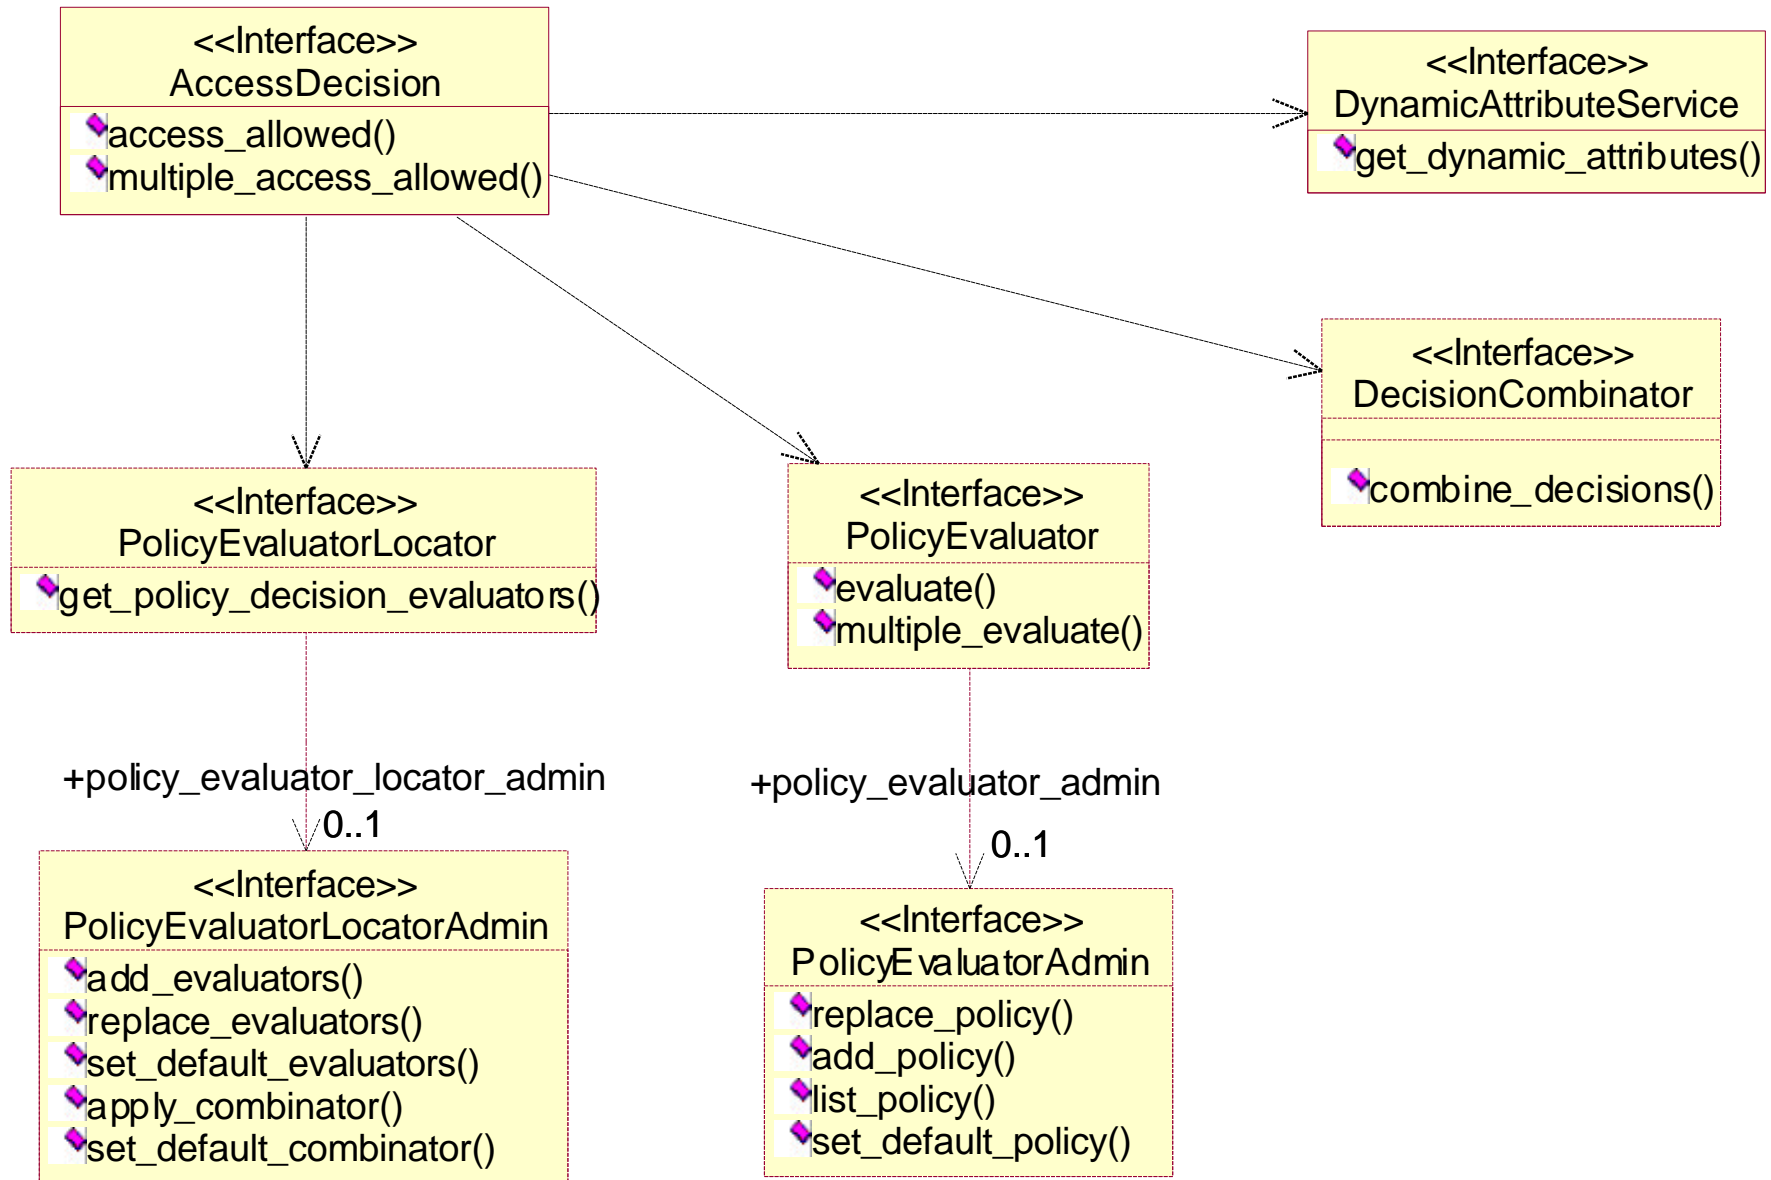 <<Interface>>
AccessDecision
access_allowed()
multiple_access_allowed()
<<Interface>>
DynamicAttributeService
get_dynamic_attributes()
<<Interface>>
DecisionCombinator
combine_decisions()
<<Interface>>
PolicyEvaluatorLocator
get_policy_decision_evaluators()
<<Interface>>
PolicyEvaluator
evaluate()
multiple_evaluate()
+policy_evaluator_locator_admin
0..1
+policy_evaluator_admin
0..1
<<Interface>>
PolicyEvaluatorLocatorAdmin
add_evaluators()
replace_evaluators()
set_default_evaluators()
apply_combinator()
set_default_combinator()
<<Interface>>
PolicyEvaluatorAdmin
replace_policy()
add_policy()
list_policy()
set_default_policy()